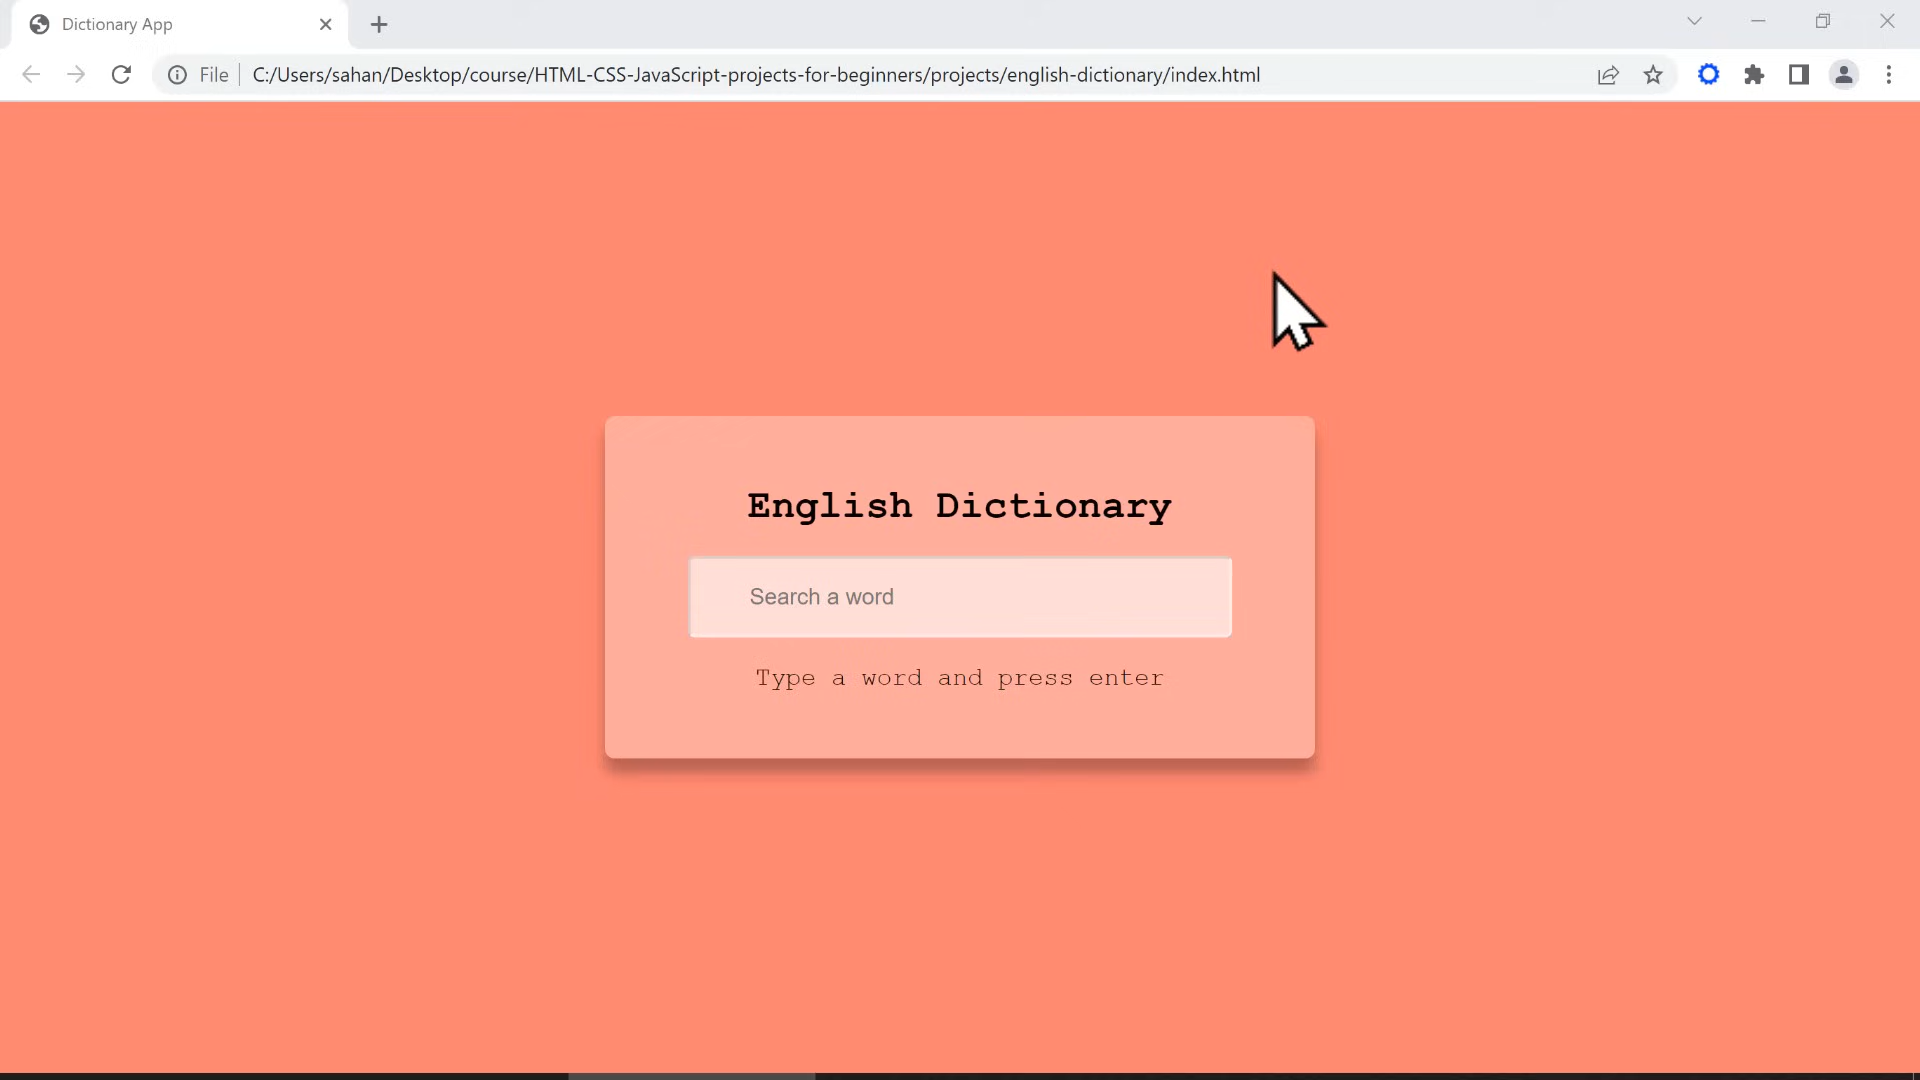 Dictionary App
File C:/Users/sahan/Desktop/course/HTML-CSS-JavaScript-projects-for-beginners/projects/english-dictionary/index.html
English Dictionary
Search a word
Type a word and press enter